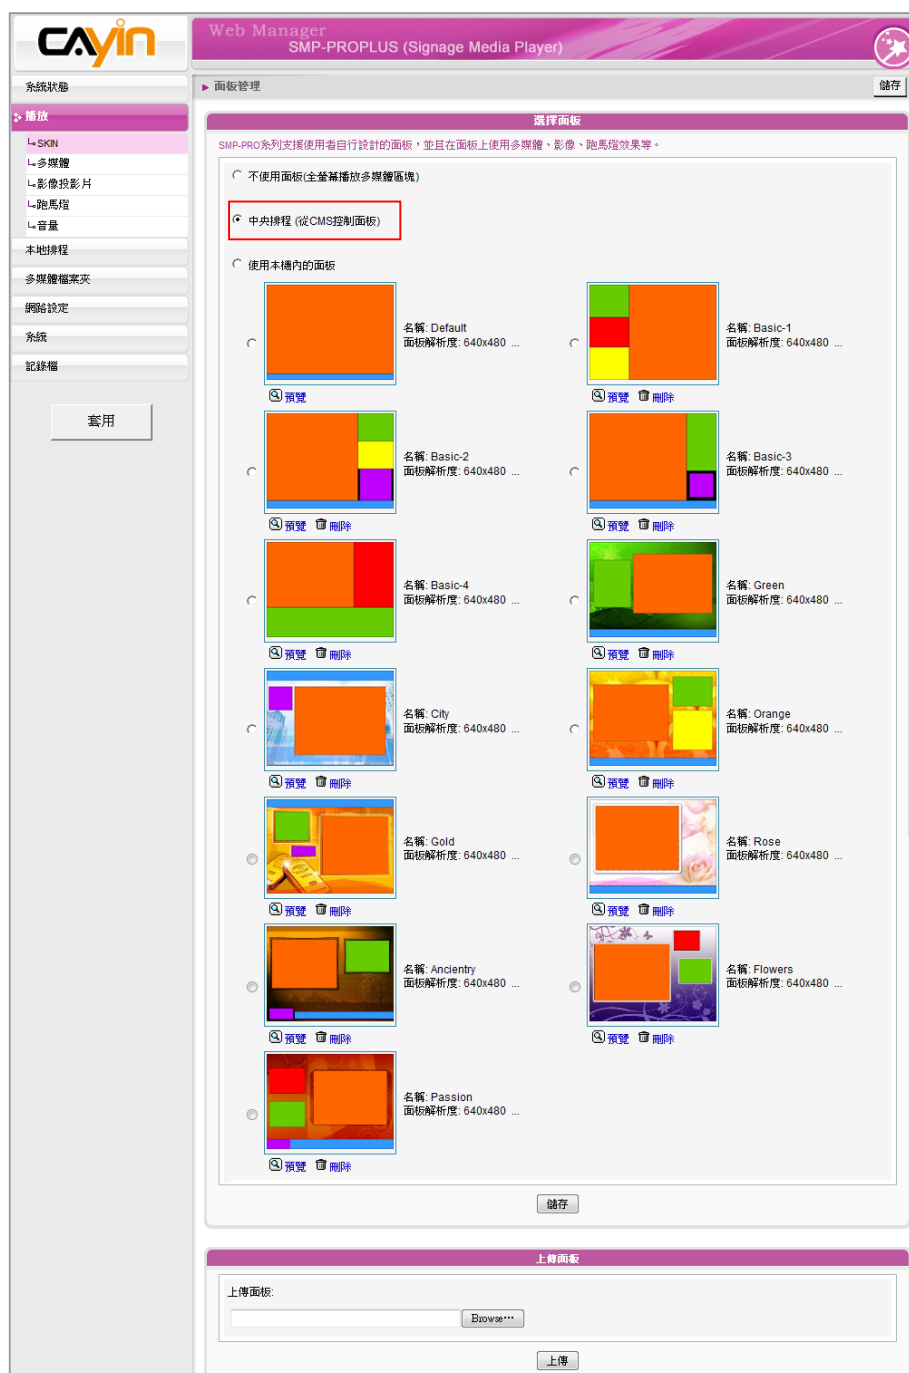 CAYIN
Web Manager
SMP-PROPLUS (Signage Media Player)
系統狀態
播放
SKIN
多媒體
影像投影片
跑馬燈
音量
本地排程
多媒體檔案夾
網路設定
系統
記錄檔
套用
面板管理
儲存
選擇面板
SMP-PRO系列支援使用者自行設計的面板，並且在面板上使用多媒體、影像、跑馬燈效果等。
不使用面板(全螢幕播放多媒體區塊)
中央排程 (從CMS控制面板)
使用本機內的面板
名稱: Default
面板解析度: 640x480 ...
預覽
名稱: Basic-1
面板解析度: 640x480 ...
預覽 刪除
名稱: Basic-2
面板解析度: 640x480 ...
預覽 刪除
名稱: Basic-3
面板解析度: 640x480 ...
預覽 刪除
名稱: Basic-4
面板解析度: 640x480 ...
預覽 刪除
名稱: Green
面板解析度: 640x480 ...
預覽 刪除
名稱: City
面板解析度: 640x480 ...
預覽 刪除
名稱: Orange
面板解析度: 640x480 ...
預覽 刪除
名稱: Gold
面板解析度: 640x480 ...
預覽 刪除
名稱: Rose
面板解析度: 640x480 ...
預覽 刪除
名稱: Ancientry
面板解析度: 640x480 ...
預覽 刪除
名稱: Flowers
面板解析度: 640x480 ...
預覽 刪除
名稱: Passion
面板解析度: 640x480 ...
預覽 刪除
儲存
上傳面板
上傳面板:
Browse...
上傳